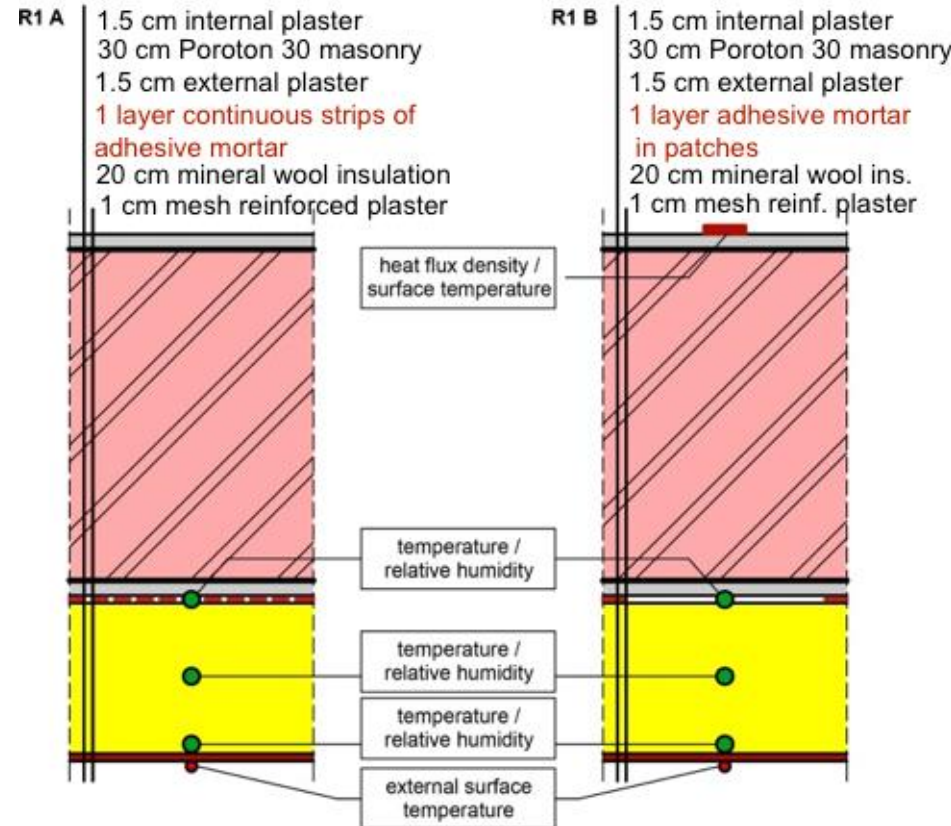 R1 A
1.5 cm internal plaster
30 cm Poroton 30 masonry
1.5 cm external plaster
1 layer continuous strips of
adhesive mortar
20 cm mineral wool insulation
1 cm mesh reinforced plaster
R1 B
1.5 cm internal plaster
30 cm Poroton 30 masonry
1.5 cm external plaster
1 layer adhesive mortar
in patches
20 cm mineral wool ins.
1 cm mesh reinf. plaster
heat flux density /
surface temperature
temperature /
relative humidity
temperature /
relative humidity
temperature /
relative humidity
external surface
temperature